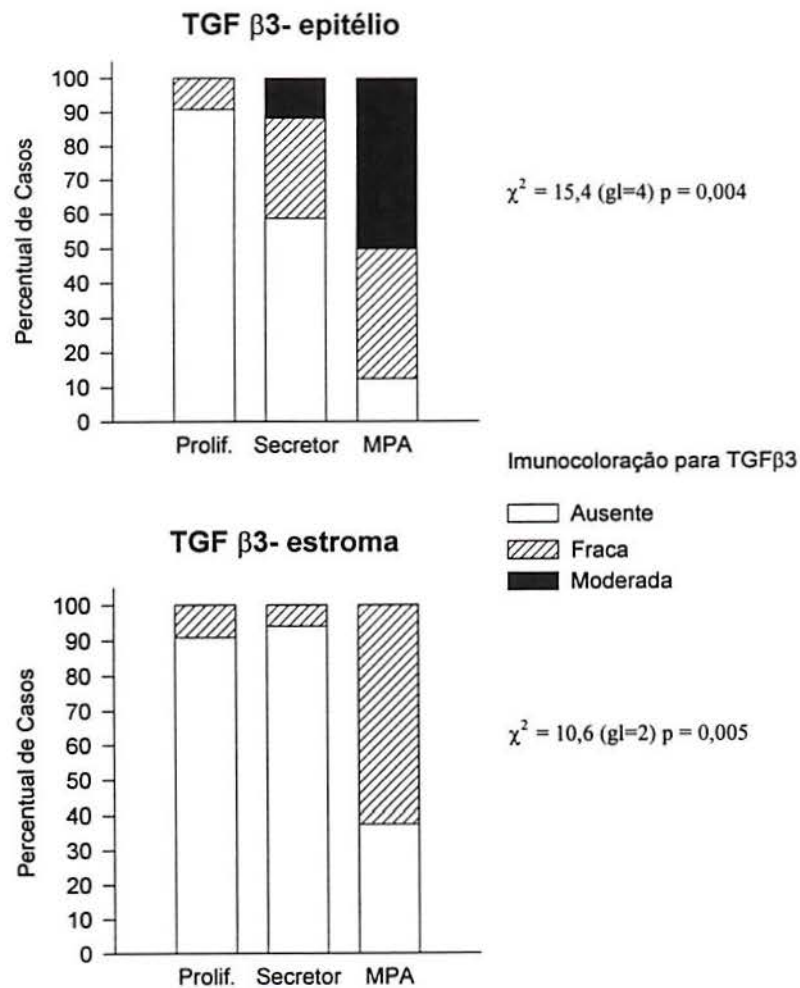 TGF β3- epitélio
Percentual de Casos
100
90
80
70
60
50
40
30
20
10
0
Prolif. Secretor MPA
χ² = 15,4 (gl=4) p = 0,004
Imunocoloração para TGFβ3
Ausente
Fraca
Moderada
TGF β3- estroma
Percentual de Casos
100
90
80
70
60
50
40
30
20
10
0
Prolif. Secretor MPA
χ² = 10,6 (gl=2) p = 0,005